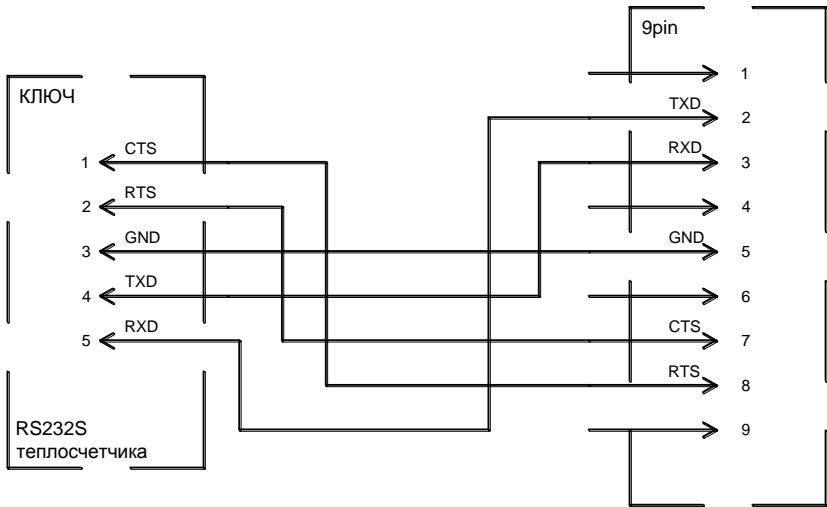 КЛЮЧ
1 CTS
2 RTS
3 GND
4 TXD
5 RXD
RS232S
теплосчетчика
9pin
1
TXD 2
RXD 3
4
GND 5
6
CTS 7
RTS 8
9